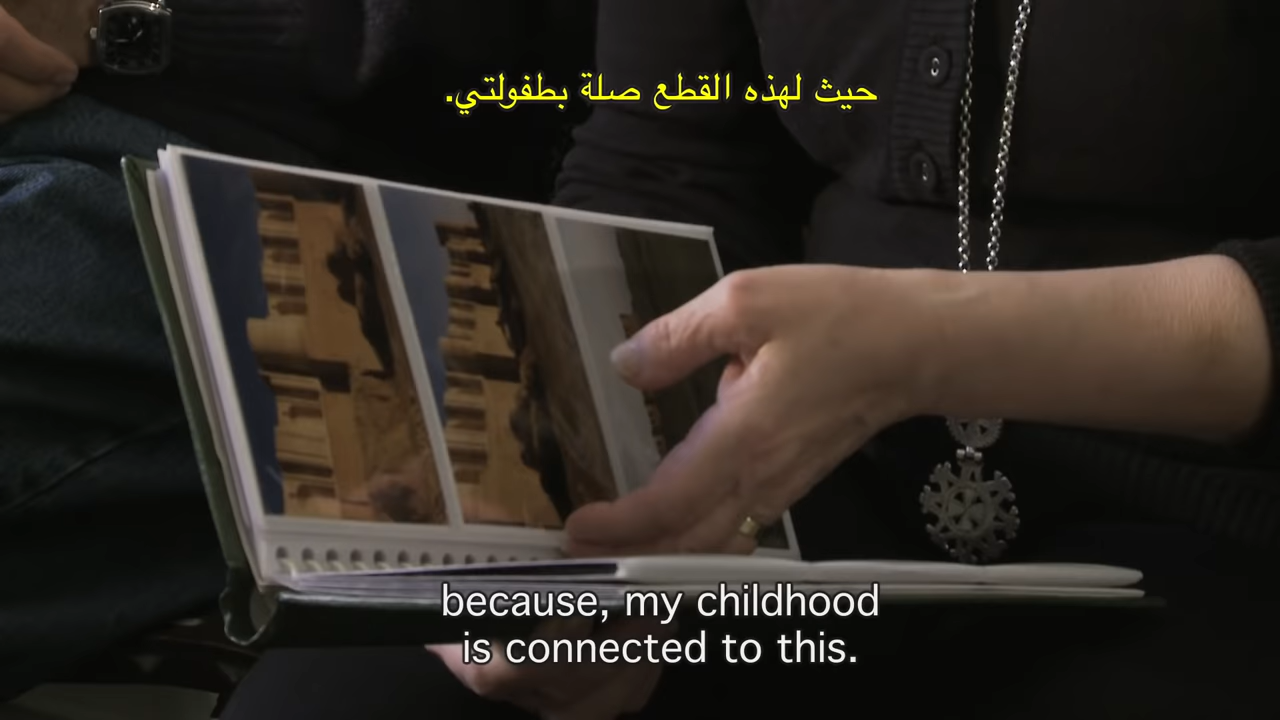 حيث لهذه القطع صلة بطفولتي.
because, my childhood
is connected to this.